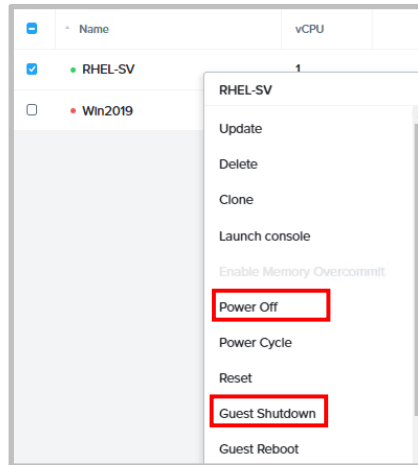 Name vCPU
RHEL-SV 1
Win2019
RHEL-SV
Update
Delete
Clone
Launch console
Enable Memory Overcommit
Power Off
Power Cycle
Reset
Guest Shutdown
Guest Reboot